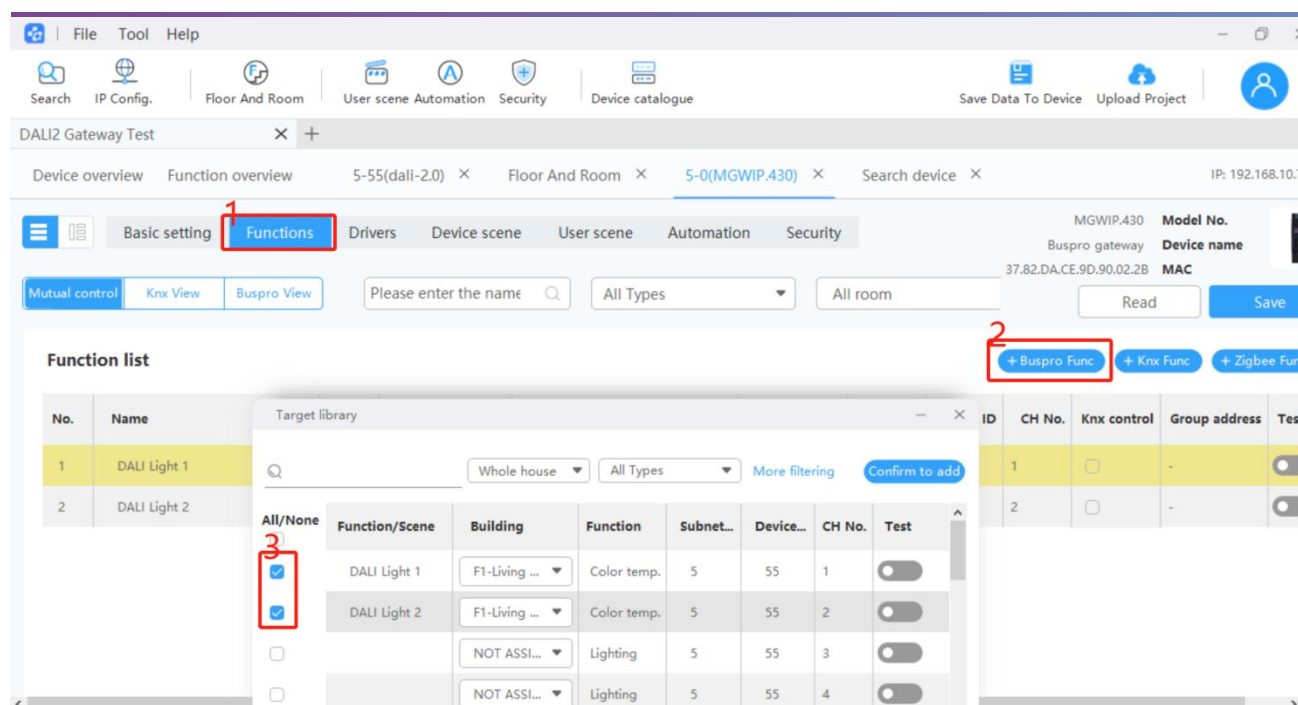 File Tool Help
Search IP Config. Floor And Room User scene Automation Security Device catalogue Save Data To Device Upload Project
DALI2 Gateway Test
Device overview Function overview 5-55(dali-2.0) Floor And Room 5-0(MGWIP.430) Search device IP: 192.168.10.
1
Basic setting Functions Drivers Device scene User scene Automation Security
MGWIP.430 Model No.
Buspro gateway Device name
37.82.DA.CE.9D.90.02.2B MAC
Mutual control Knx View Buspro View Please enter the name All Types All room
Read Save
2
Function list
+Buspro Func + Knx Func + Zigbee Fun
No. Name ID CH No. Knx control Group address Tes
1 DALI Light 1 1 -
2 DALI Light 2 2 -
Target library
Whole house All Types More filtering Confirm to add
All/None Function/Scene Building Function Subnet... Device... CH No. Test
3
DALI Light 1 F1-Living ... Color temp. 5 55 1
DALI Light 2 F1-Living ... Color temp. 5 55 2
NOT ASSI... Lighting 5 55 3
NOT ASSI... Lighting 5 55 4